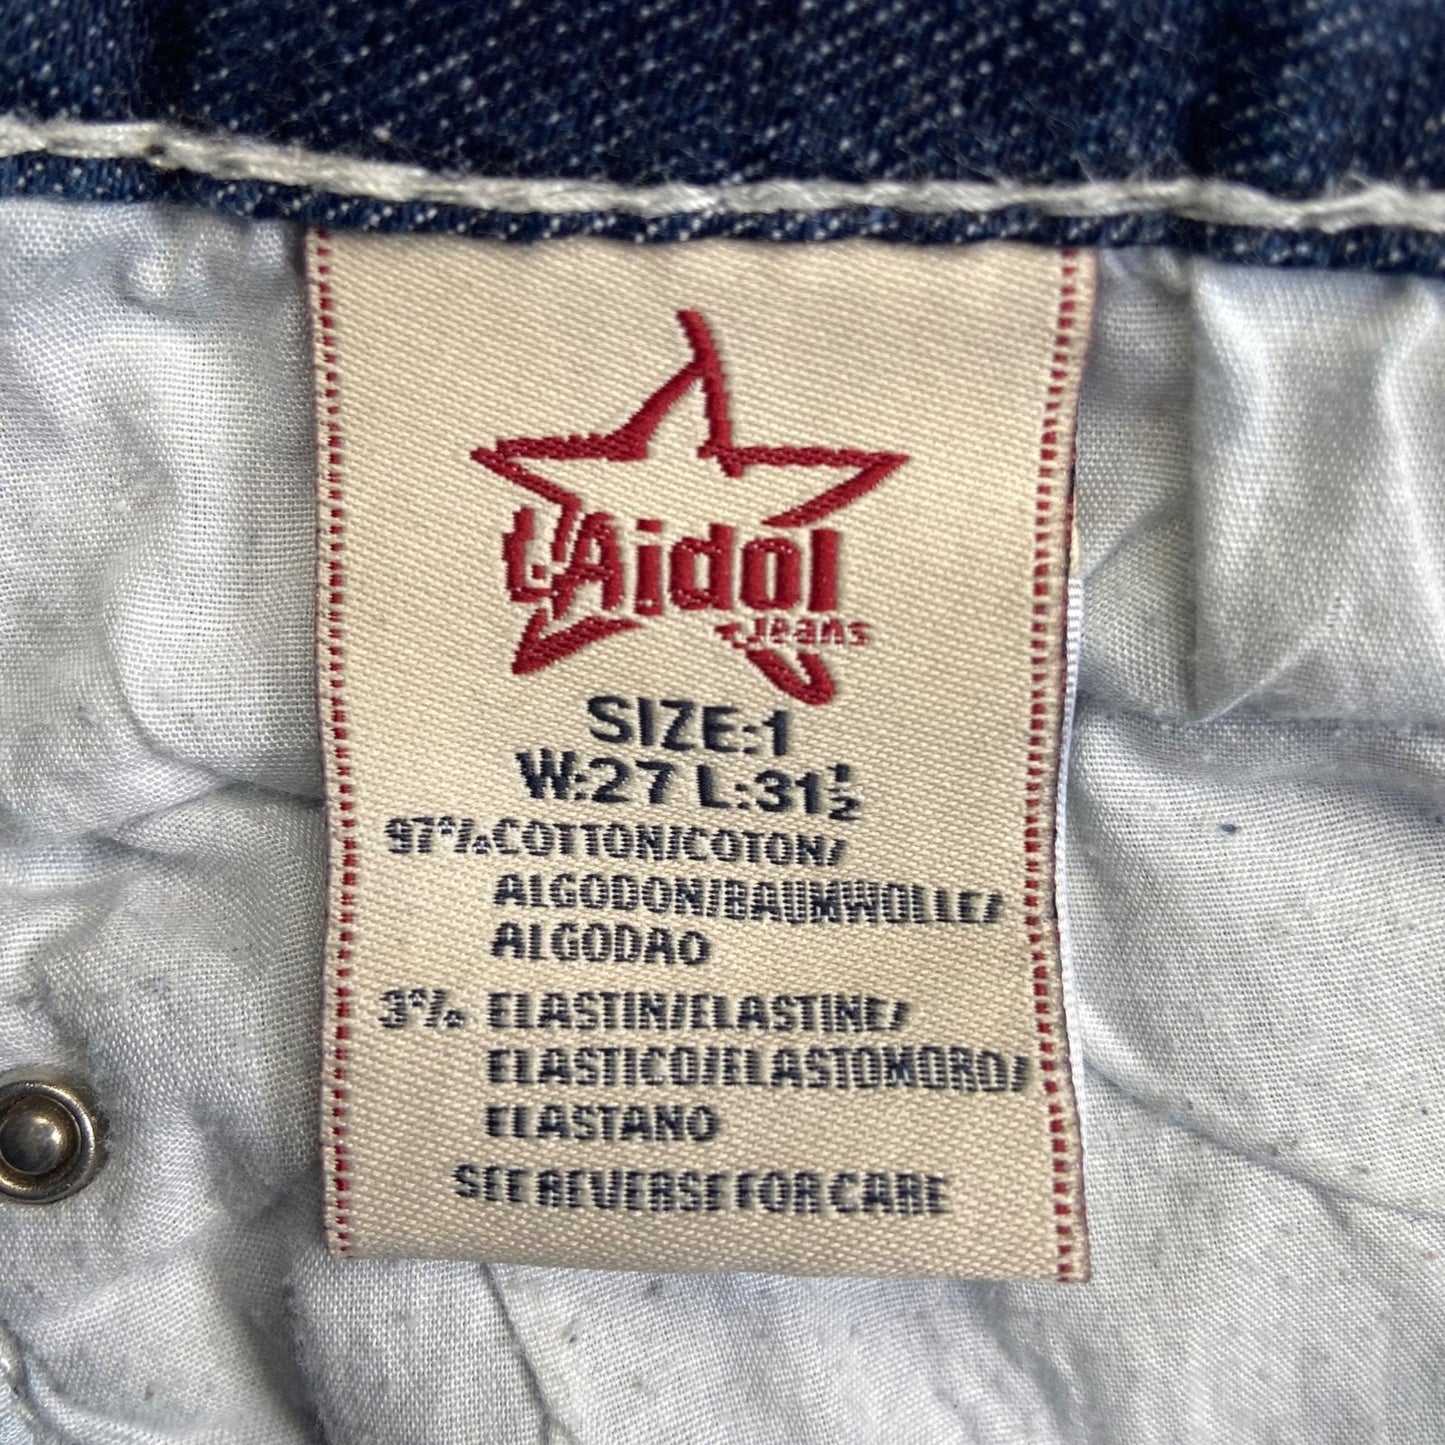 L.Aidol
Jeans
SIZE:1
W:27 L:31½
97% COTTON/COTON/
ALGODON/BAUMWOLLE/
ALGODAO
3% ELASTIN/ELASTINE/
ELASTICO/ELASTOMORO/
ELASTANO
SEE REVERSE FOR CARE